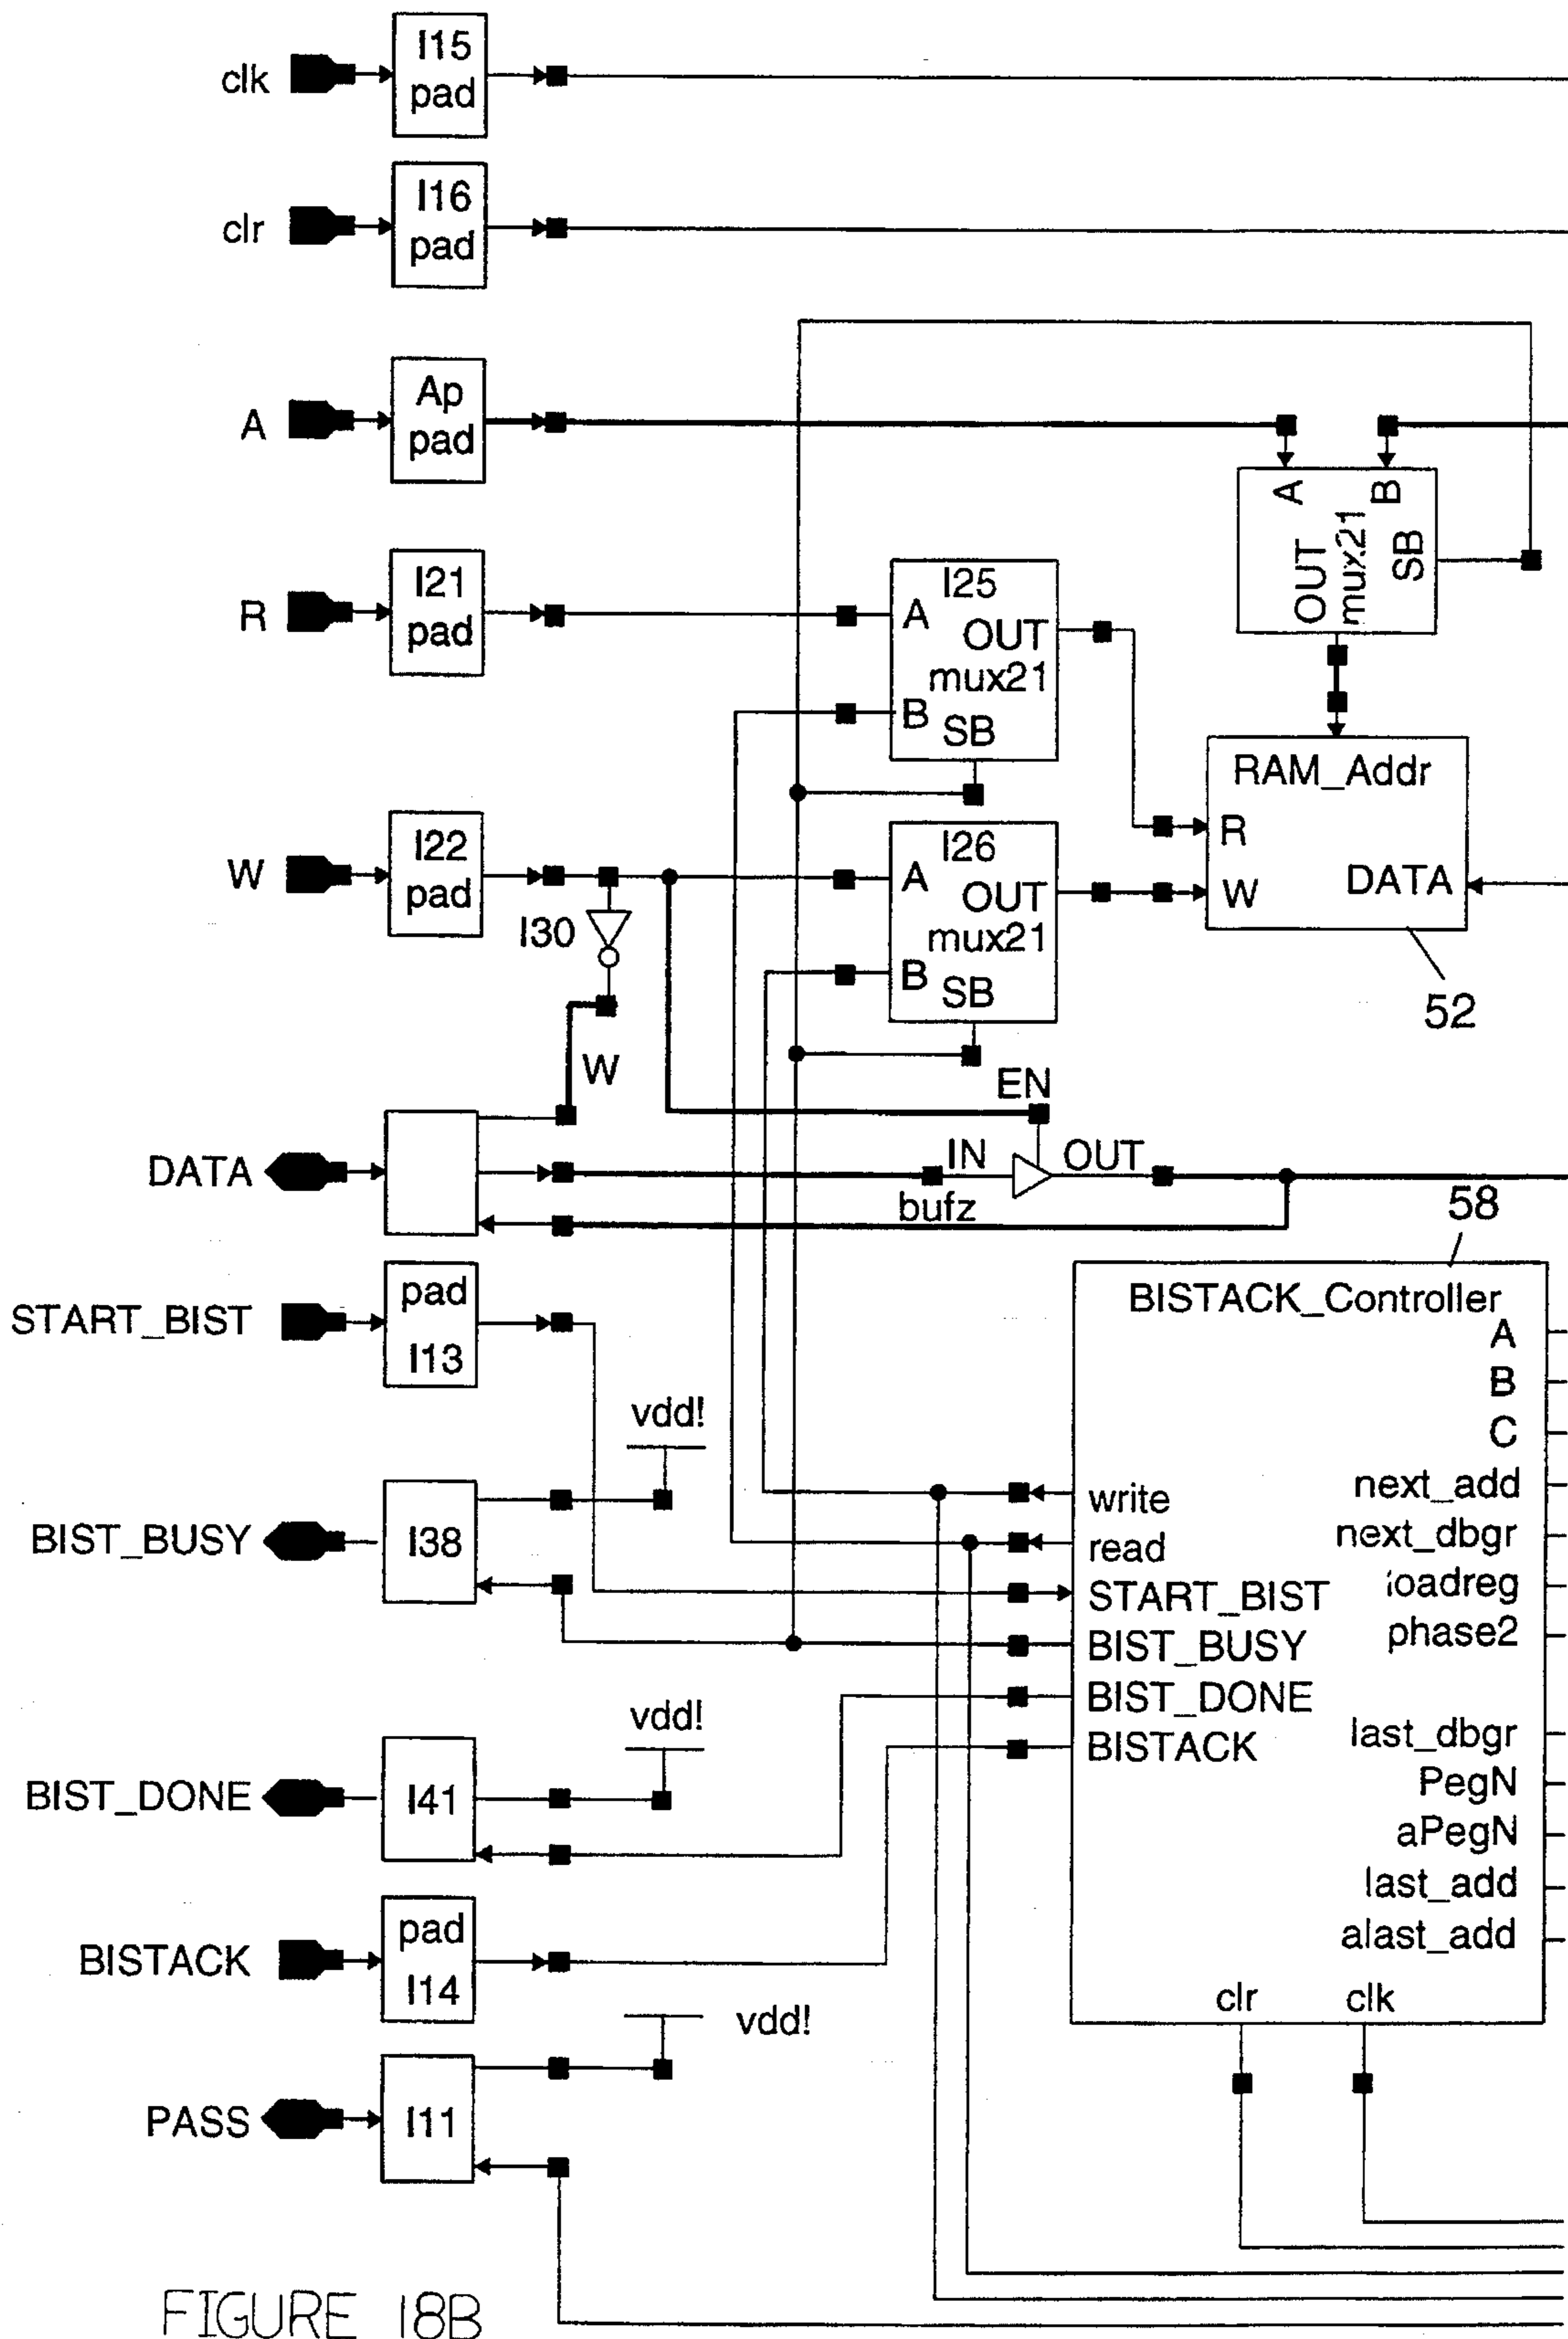 clk
I15
pad
clr
I16
pad
A
Ap
pad
A
B
OUT
mux21
SB
R
I21
pad
I25
A
OUT
mux21
B
SB
RAM_Addr
R
W
DATA
52
W
I22
pad
I30
W
I26
A
OUT
mux21
B
SB
EN
DATA
IN
OUT
bufz
58
START_BIST
pad
I13
BISTACK_Controller
A
B
C
next_add
next_dbgr
loadreg
phase2
last_dbgr
PegN
aPegN
last_add
alast_add
write
read
START_BIST
BIST_BUSY
BIST_DONE
BISTACK
clr
clk
vdd!
BIST_BUSY
I38
vdd!
BIST_DONE
I41
BISTACK
pad
I14
vdd!
PASS
I11
FIGURE 18B